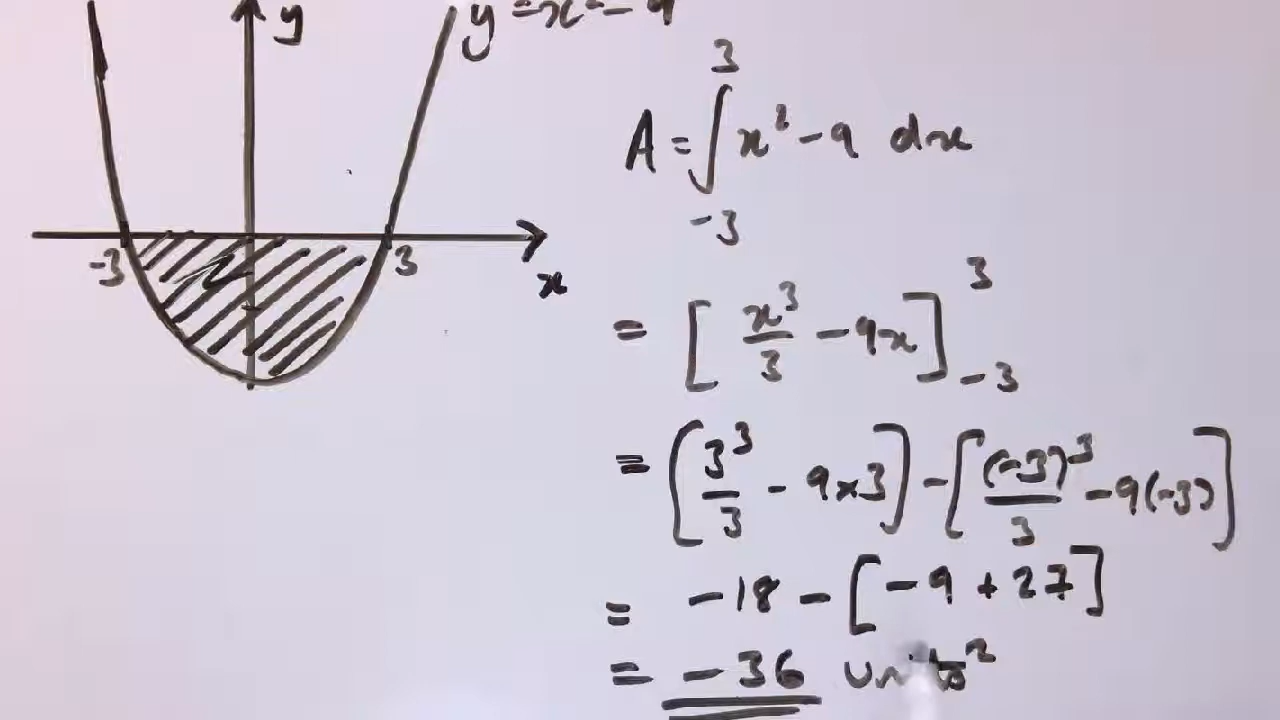 y
y = x² - 9
-3
3
x
A = ∫₋₃³ x² - 9 dx
= [x³/3 - 9x]₋₃³
= [3³/3 - 9×3] - [(-3)³/3 - 9(-3)]
= -18 - [-9 + 27]
= -36 units²